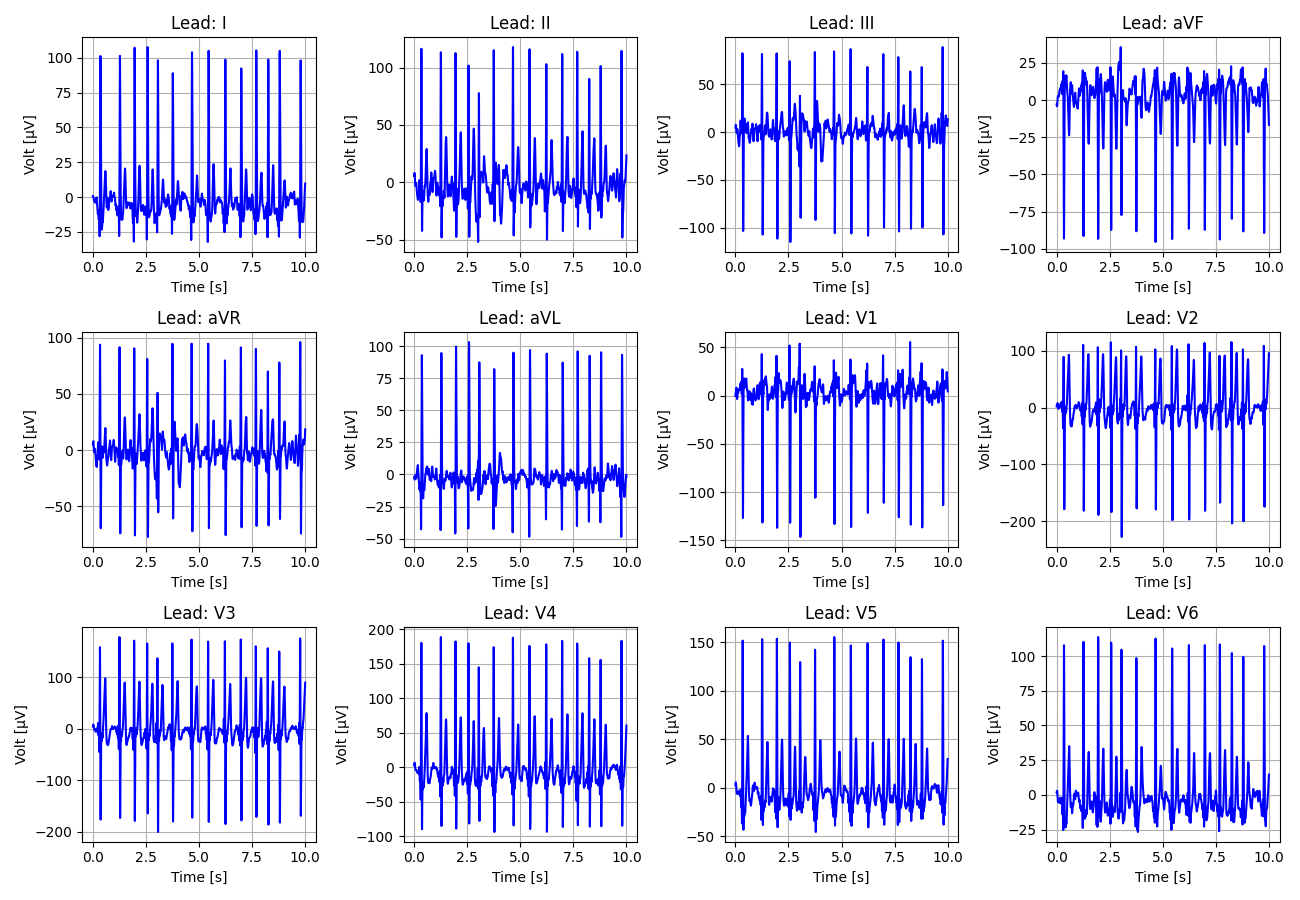 Lead: I
Lead: II
Lead: III
Lead: aVF
100
75
50
25
0
−25
Volt [µV]
0.0 2.5 5.0 7.5 10.0
Time [s]
100
50
0
−50
Volt [µV]
0.0 2.5 5.0 7.5 10.0
Time [s]
50
0
−50
−100
Volt [µV]
0.0 2.5 5.0 7.5 10.0
Time [s]
25
0
−25
−50
−75
−100
Volt [µV]
0.0 2.5 5.0 7.5 10.0
Time [s]
Lead: aVR
Lead: aVL
Lead: V1
Lead: V2
100
50
0
−50
Volt [µV]
0.0 2.5 5.0 7.5 10.0
Time [s]
100
75
50
25
0
−25
−50
Volt [µV]
0.0 2.5 5.0 7.5 10.0
Time [s]
50
0
−50
−100
−150
Volt [µV]
0.0 2.5 5.0 7.5 10.0
Time [s]
100
0
−100
−200
Volt [µV]
0.0 2.5 5.0 7.5 10.0
Time [s]
Lead: V3
Lead: V4
Lead: V5
Lead: V6
100
0
−100
−200
Volt [µV]
0.0 2.5 5.0 7.5 10.0
Time [s]
200
150
100
50
0
−50
−100
Volt [µV]
0.0 2.5 5.0 7.5 10.0
Time [s]
150
100
50
0
−50
Volt [µV]
0.0 2.5 5.0 7.5 10.0
Time [s]
100
75
50
25
0
−25
Volt [µV]
0.0 2.5 5.0 7.5 10.0
Time [s]